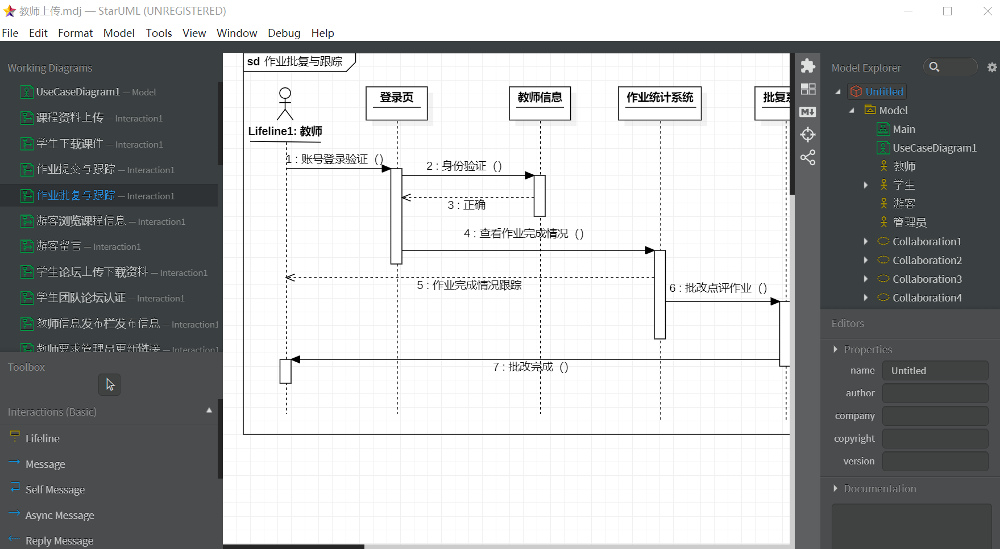 教师上传.mdj — StarUML (UNREGISTERED)
File Edit Format Model Tools View Window Debug Help
Working Diagrams
UseCaseDiagram1 — Model
课程资料上传 — Interaction1
学生下载课件 — Interaction1
作业提交与跟踪 — Interaction1
作业批复与跟踪 — Interaction1
游客浏览课程信息 — Interaction1
游客留言 — Interaction1
学生论坛上传下载资料 — Interaction1
学生团队论坛认证 — Interaction1
教师信息发布栏发布信息 — Interaction1
教师要求管理员更新链接 — Interaction1
Toolbox
Interactions (Basic)
Lifeline
Message
Self Message
Async Message
Reply Message
sd 作业批复与跟踪
登录页
教师信息
作业统计系统
批复
Lifeline1: 教师
1 : 账号登录验证（）
2 : 身份验证（）
3 : 正确
4 : 查看作业完成情况（）
5 : 作业完成情况跟踪
6 : 批改点评作业（）
7 : 批改完成（）
M
Model Explorer
Untitled
Model
Main
UseCaseDiagram1
教师
学生
游客
管理员
Collaboration1
Collaboration2
Collaboration3
Collaboration4
Editors
Properties
name Untitled
author
company
copyright
version
Documentation